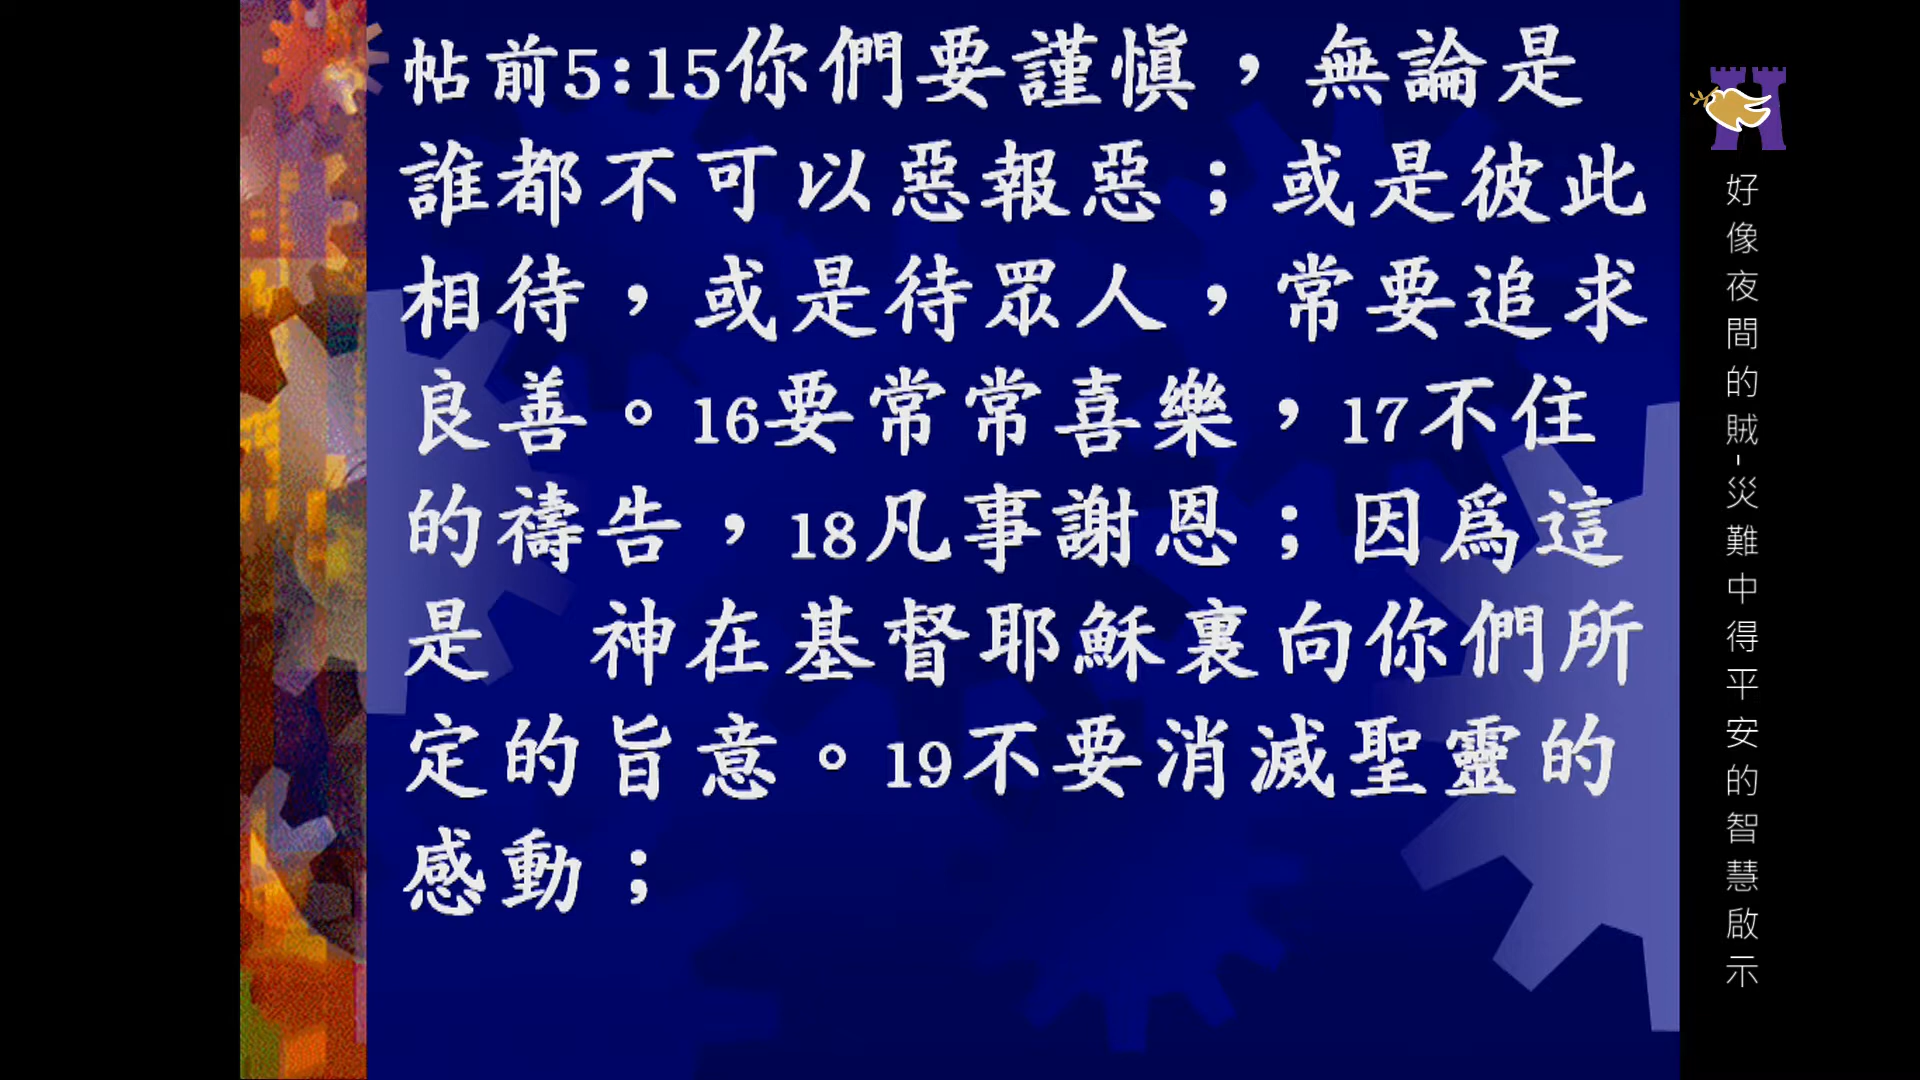 帖前5:15你們要謹慎，無論是
誰都不可以惡報惡；或是彼此
相待，或是待眾人，常要追求
良善。16要常常喜樂，17不住
的禱告，18凡事謝恩；因為這
是　神在基督耶穌裏向你們所
定的旨意。19不要消滅聖靈的
感動；
好像夜間的賊-災難中得平安的智慧啟示